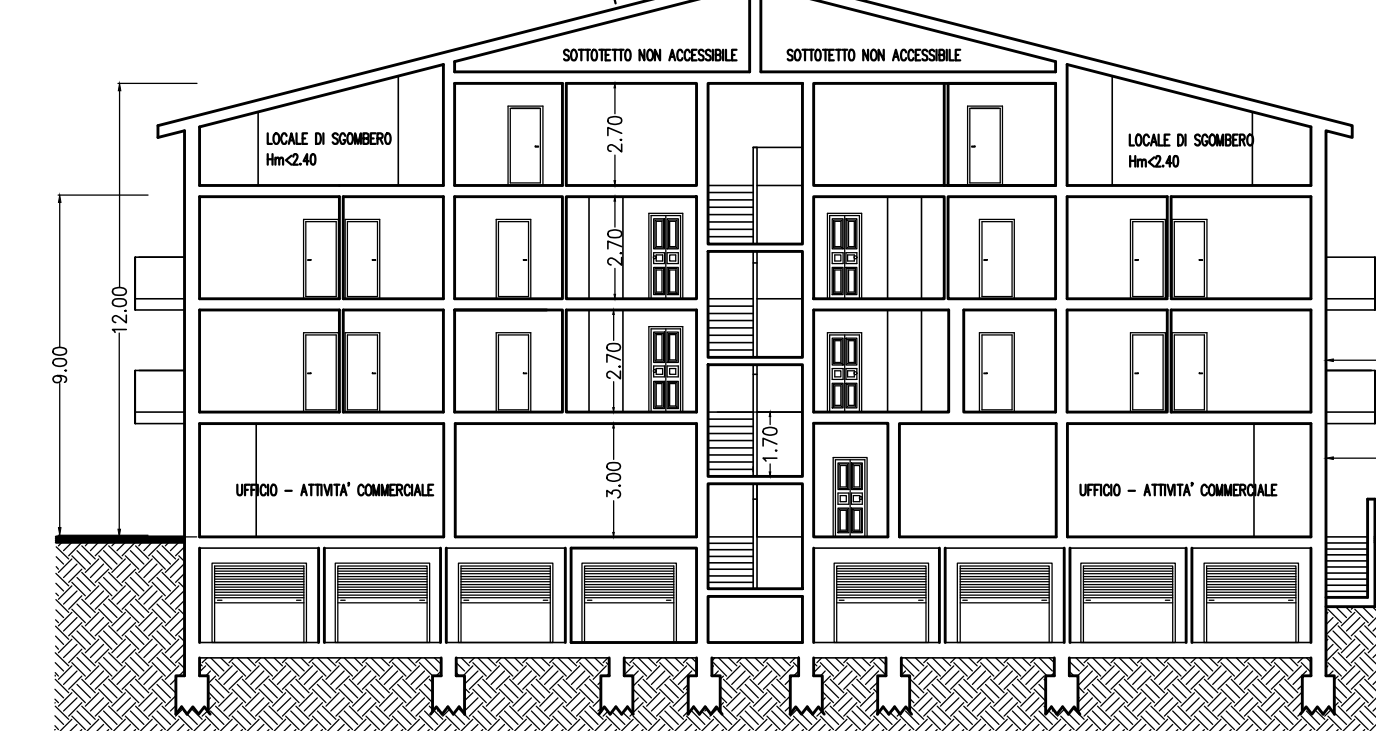 SOTTOTETTO NON ACCESSIBILE
SOTTOTETTO NON ACCESSIBILE
LOCALE DI SGOMBERO
Hm<2.40
2.70
LOCALE DI SGOMBERO
Hm<2.40
2.70
12.00
9.00
2.70
1.70
3.00
UFFICIO – ATTIVITA' COMMERCIALE
UFFICIO – ATTIVITA' COMMERCIALE